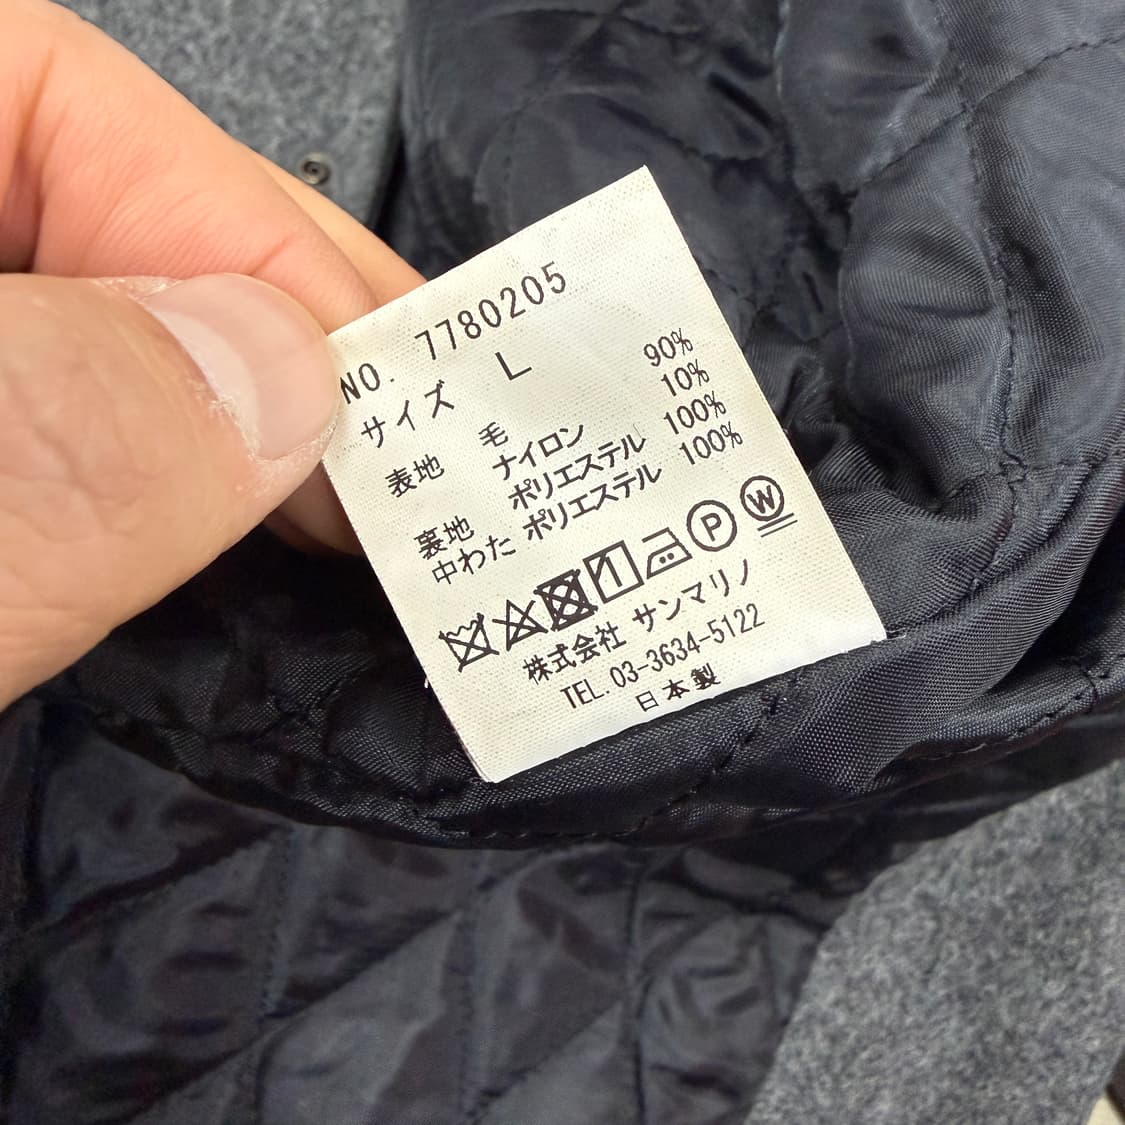 NO. 7780205
サイズ L
表地 毛 90%
ナイロン 10%
裏地 ポリエステル 100%
中わた ポリエステル 100%
P W
株式会社 サンマリノ
TEL. 03-3634-5122
日本製